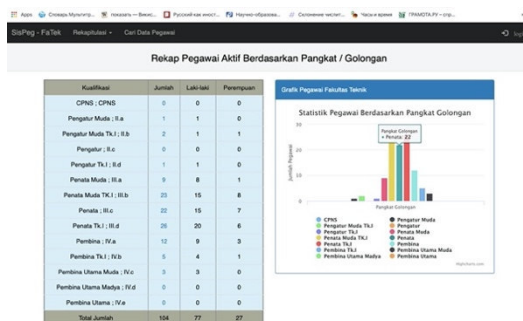 Apps Словарь Мультитр... показать — Викис... Русский как иност... Научно-образова... Склонение числит... Часы и время ГРАМОТА.РУ – спр...
SisPeg - FaTek Rekapitulasi Cari Data Pegawai
Rekap Pegawai Aktif Berdasarkan Pangkat / Golongan
Kualifikasi Jumlah Laki-laki Perempuan
CPNS ; CPNS 0 0 0
Pengatur Muda ; II.a 1 1 0
Pengatur Muda Tk.I ; II.b 2 1 1
Pengatur ; II.c 0 0 0
Pengatur Tk.I ; II.d 1 1 0
Penata Muda ; III.a 9 8 1
Penata Muda TK.I ; III.b 23 15 8
Penata ; III.c 22 15 7
Penata Tk.I ; III.d 26 20 6
Pembina ; IV.a 12 9 3
Pembina Tk.I ; IV.b 5 4 1
Pembina Utama Muda ; IV.c 3 3 0
Pembina Utama Madya ; IV.d 0 0 0
Pembina Utama ; IV.e 0 0 0
Total Jumlah 104 77 27
Grafik Pegawai Fakultas Teknik
Statistik Pegawai Berdasarkan Pangkat Golongan
Jumlah Pegawai
30
20
10
0
Pangkat Golongan
Penata: 22
Pangkat Golongan
CPNS Pengatur Muda
Pengatur Muda Tk.I Pengatur
Pengatur Tk.I Penata Muda
Penata Muda TK.I Penata
Penata Tk.I Pembina
Pembina Tk.I Pembina Utama Muda
Pembina Utama Madya Pembina Utama
Highcharts.com